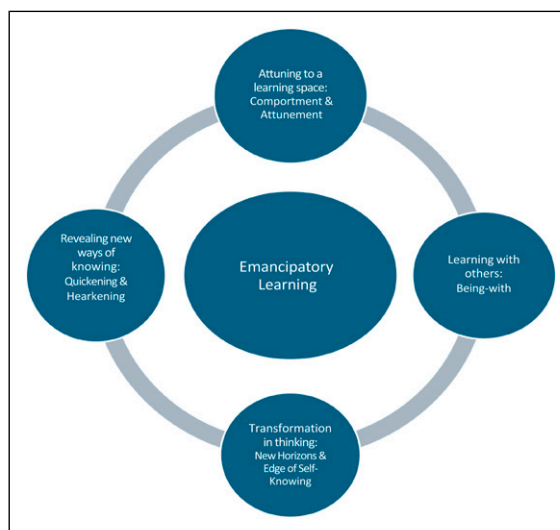 Attuning to a
learning space:
Comportment &
Attunement
Revealing new
ways of
knowing:
Quickening &
Hearkening
Emancipatory
Learning
Learning with
others:
Being-with
Transformation
in thinking:
New Horizons &
Edge of Self-
Knowing